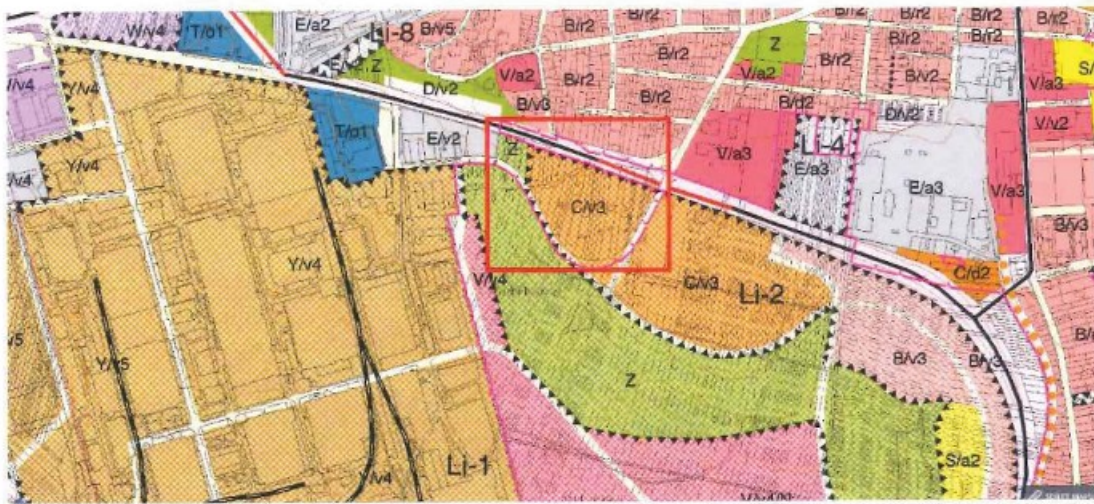 W/v4
T/o1
E/a2
Li-8
B/v5
B/r2
B/r2
Z
B/r2
B/r2
B/r2
Y/v4
Z
V/a2
B/r2
B/r2
V/a2
B/r2
B/v2
V/a3
D/v2
B/v3
B/r2
B/d2
D/v2
V/v2
T/o1
E/v2
Z
V/a3
Li-4
E/a3
E/a3
V/a3
Y/v4
C/v3
B/v3
Y/v4
V/v4
C/v3
Li-2
C/d2
B/v3
B/v3
Y/v5
Z
Li-1
V/v4
S/a2